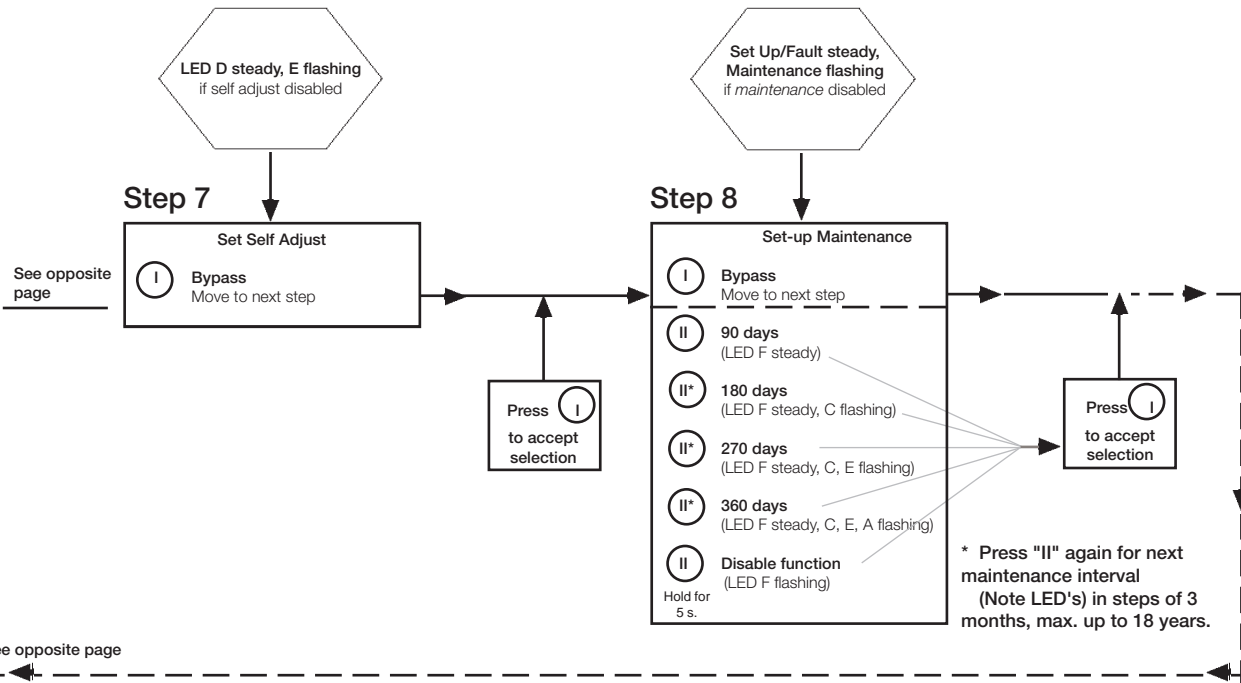 LED D steady, E flashing
if self adjust disabled
Set Up/Fault steady,
Maintenance flashing
if maintenance disabled
Step 7
Set Self Adjust
See opposite
page
I
Bypass
Move to next step
Press I
to accept
selection
Step 8
Set-up Maintenance
I
Bypass
Move to next step
II
90 days
(LED F steady)
II*
180 days
(LED F steady, C flashing)
II*
270 days
(LED F steady, C, E flashing)
II*
360 days
(LED F steady, C, E, A flashing)
II
Disable function
(LED F flashing)
Hold for
5 s.
Press I
to accept
selection
* Press "II" again for next
maintenance interval
(Note LED's) in steps of 3
months, max. up to 18 years.
ee opposite page